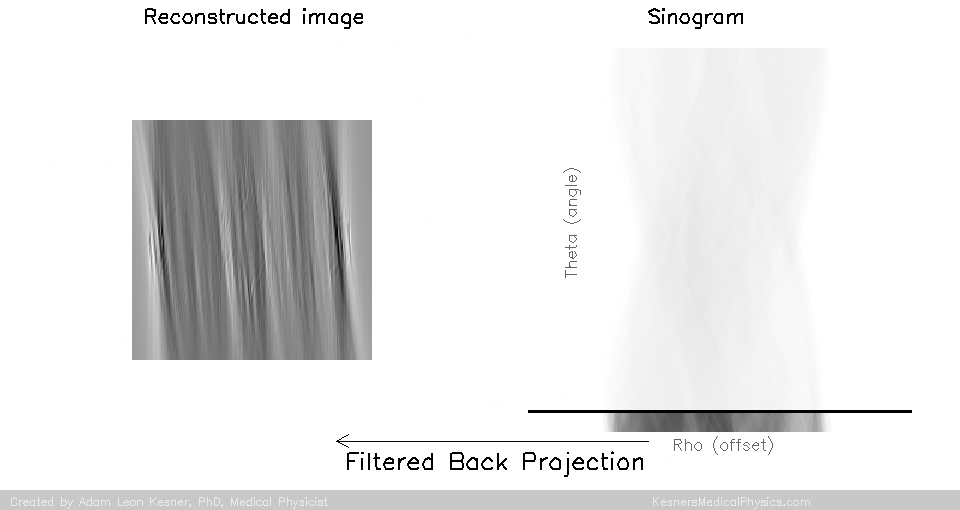 Reconstructed image
Sinogram
Theta (angle)
Rho (offset)
Filtered Back Projection
Created by Adam Leon Kesner, PhD, Medical Physicist
KesnersMedicalPhysics.com